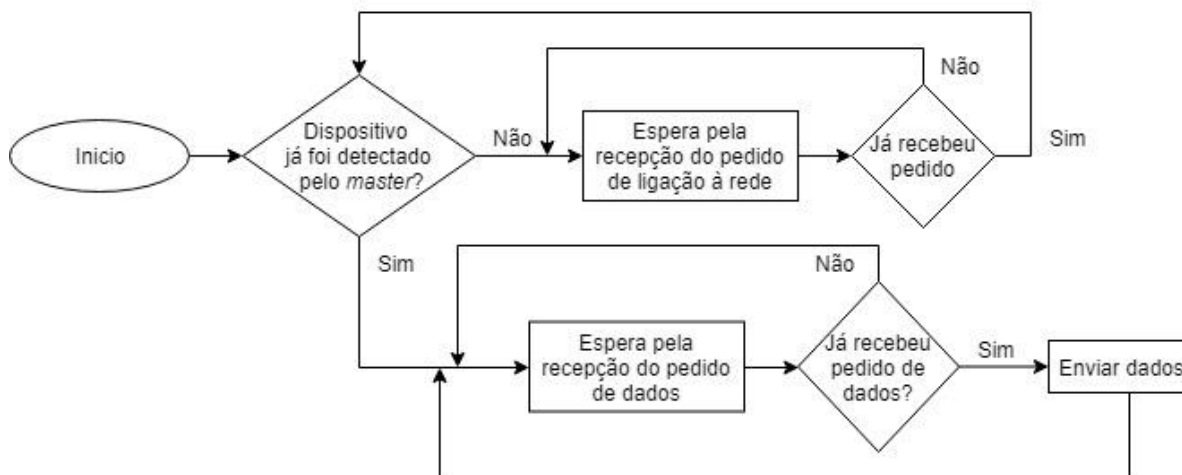 Inicio
Dispositivo
já foi detectado
pelo master?
Não
Espera pela
recepção do pedido
de ligação à rede
Já recebeu
pedido
Não
Sim
Sim
Espera pela
recepção do pedido
de dados
Já recebeu
pedido de
dados?
Não
Sim
Enviar dados